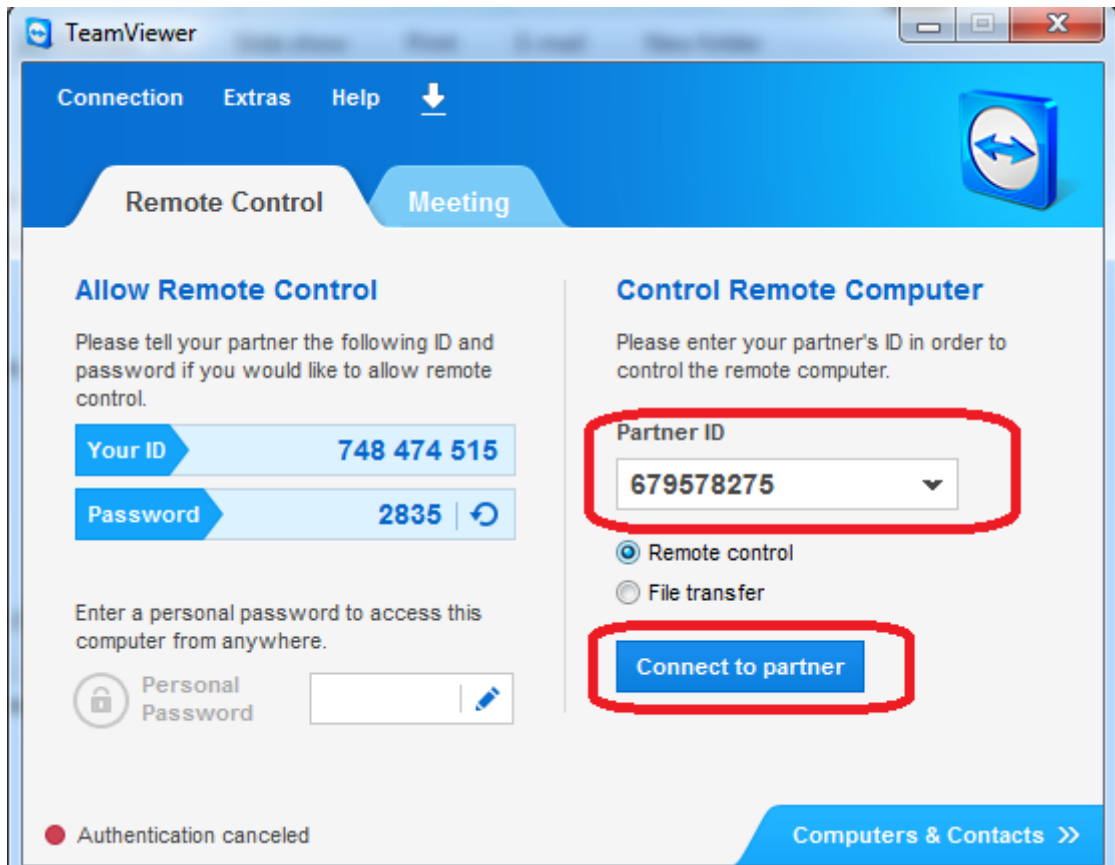 TeamViewer
Connection Extras Help
Remote Control Meeting
Allow Remote Control
Please tell your partner the following ID and
password if you would like to allow remote
control.
Your ID 748 474 515
Password 2835
Enter a personal password to access this
computer from anywhere.
Personal
Password
Control Remote Computer
Please enter your partner's ID in order to
control the remote computer.
Partner ID
679578275
Remote control
File transfer
Connect to partner
Authentication canceled
Computers & Contacts >>